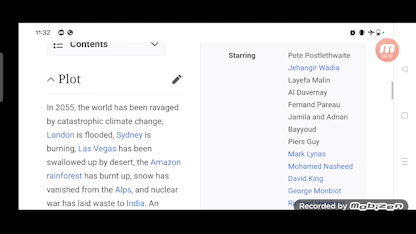 11:32
Contents
Starring
Pete Postlethwaite
Jehangir Wadia
Layefa Malin
Al Duvernay
Fernand Pareau
Jamila and Adnan
Bayyoud
Piers Guy
Mark Lynas
Mohamed Nasheed
David King
George Monbiot
Plot
In 2055, the world has been ravaged
by catastrophic climate change;
London is flooded, Sydney is
burning, Las Vegas has been
swallowed up by desert, the Amazon
rainforest has burnt up, snow has
vanished from the Alps, and nuclear
war has laid waste to India. An
Recorded by Mobizen